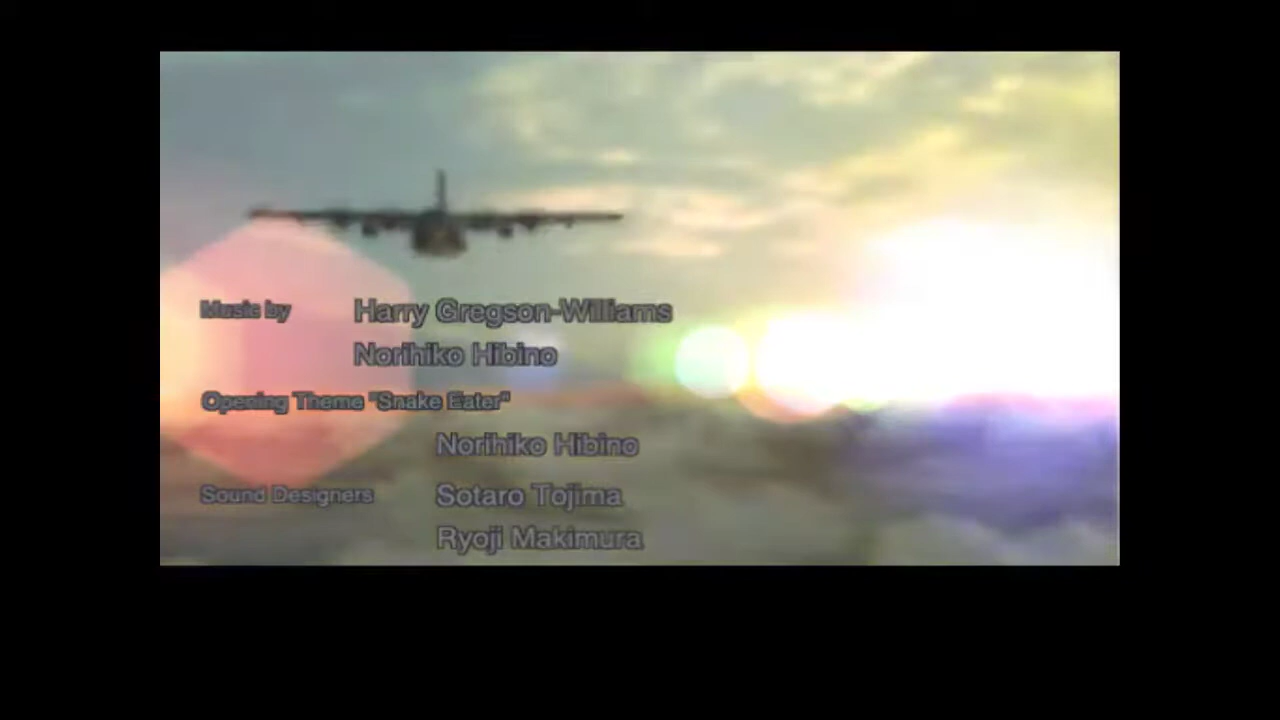 Music by Harry Gregson-Williams
Norihiko Hibino
Opening Theme "Snake Eater"
Norihiko Hibino
Sound Designers Sotaro Tojima
Ryoji Makimura